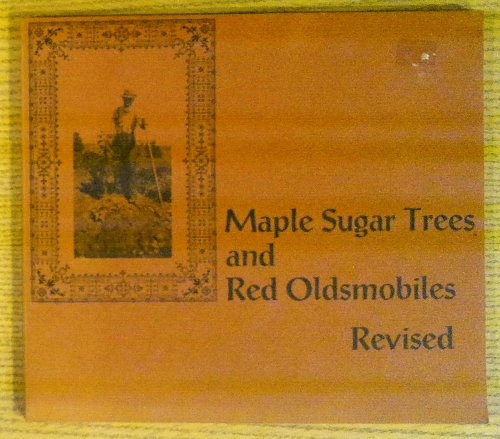 Maple Sugar Trees
and
Red Oldsmobiles
Revised